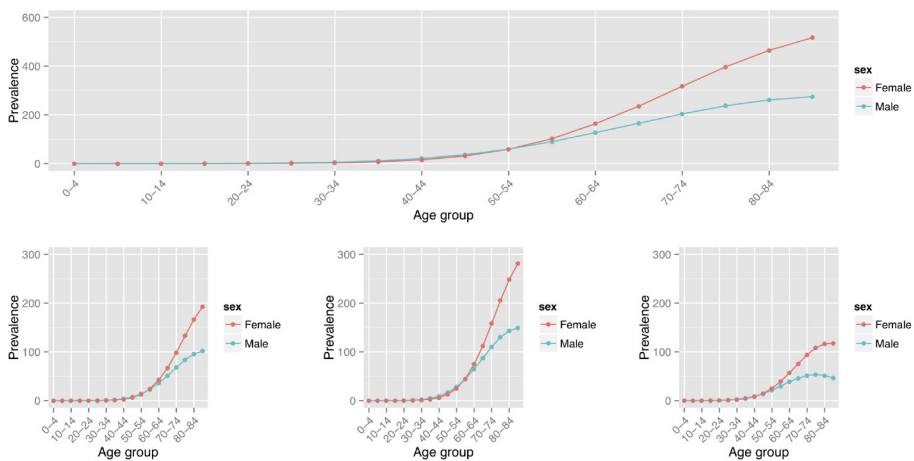 600
400
200
0
Prevalence
0–4
10–14
20–24
30–34
40–44
50–54
60–64
70–74
80–84
Age group
sex
Female
Male
300
200
100
0
Prevalence
0–4
10–14
20–24
30–34
40–44
50–54
60–64
70–74
80–84
Age group
sex
Female
Male
300
200
100
0
Prevalence
0–4
10–14
20–24
30–34
40–44
50–54
60–64
70–74
80–84
Age group
sex
Female
Male
300
200
100
0
Prevalence
0–4
10–14
20–24
30–34
40–44
50–54
60–64
70–74
80–84
Age group
sex
Female
Male